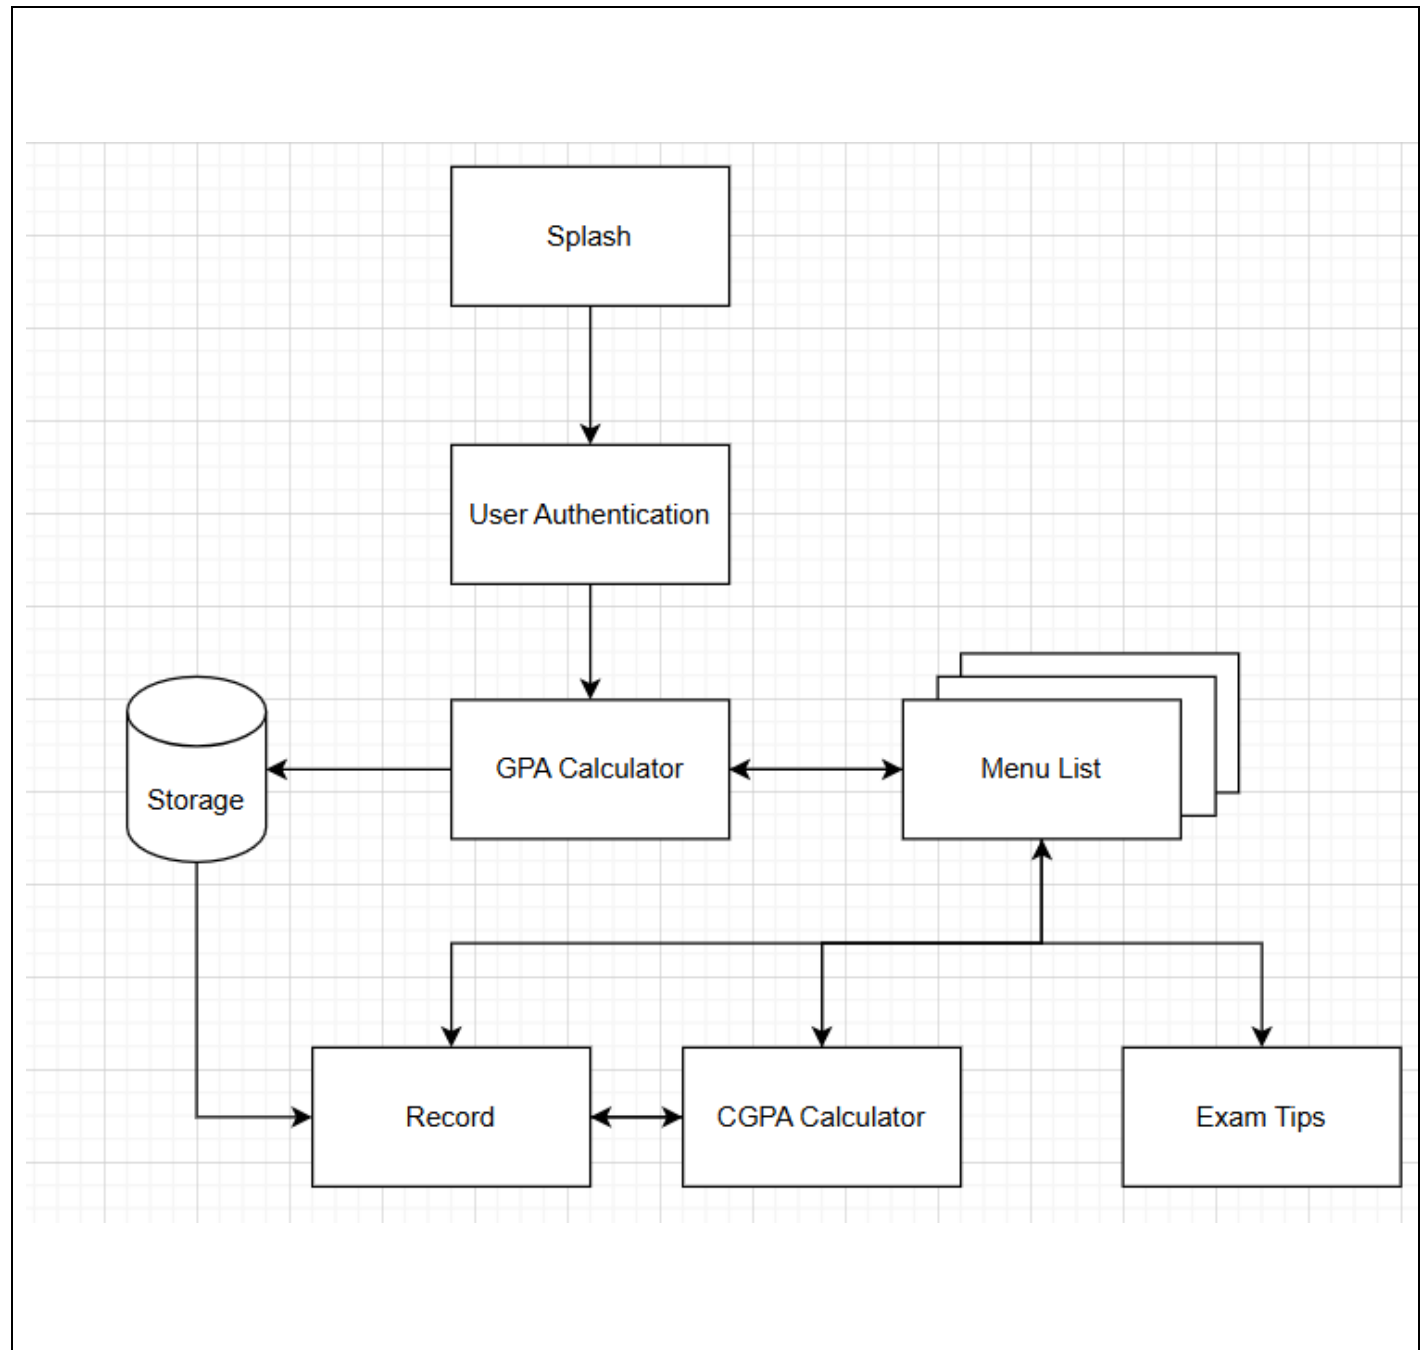 Splash
User Authentication
GPA Calculator
Menu List
Storage
Record
CGPA Calculator
Exam Tips